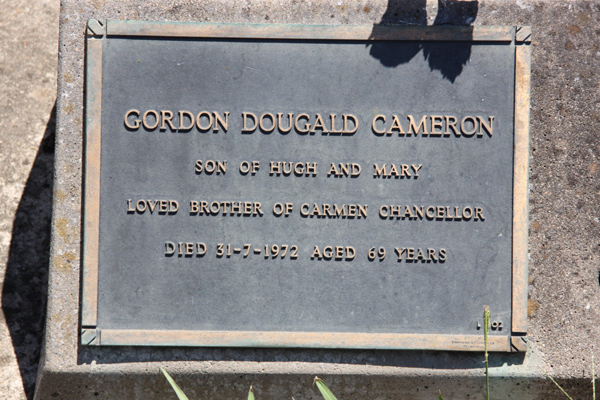 GORDON DOUGALD CAMERON
SON OF HUGH AND MARY
LOVED BROTHER OF CARMEN CHANCELLOR
DIED 31-7-1972 AGED 69 YEARS